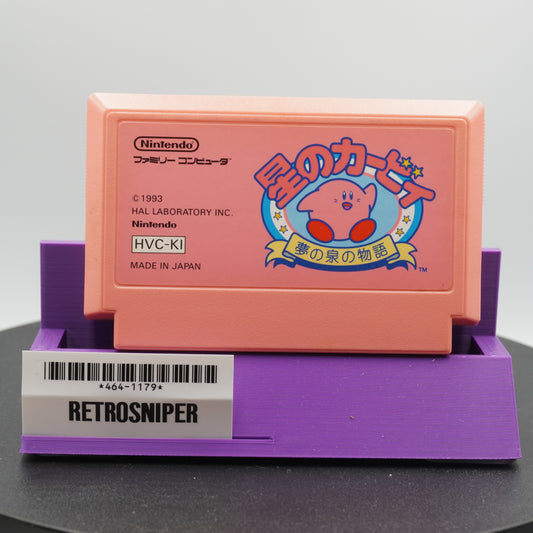 Nintendo
ファミリー コンピュータ™
©1993
HAL LABORATORY INC.
Nintendo
HVC-KI
MADE IN JAPAN
星のカービィ
夢の泉の物語
™
*464-1179*
RETROSNIPER